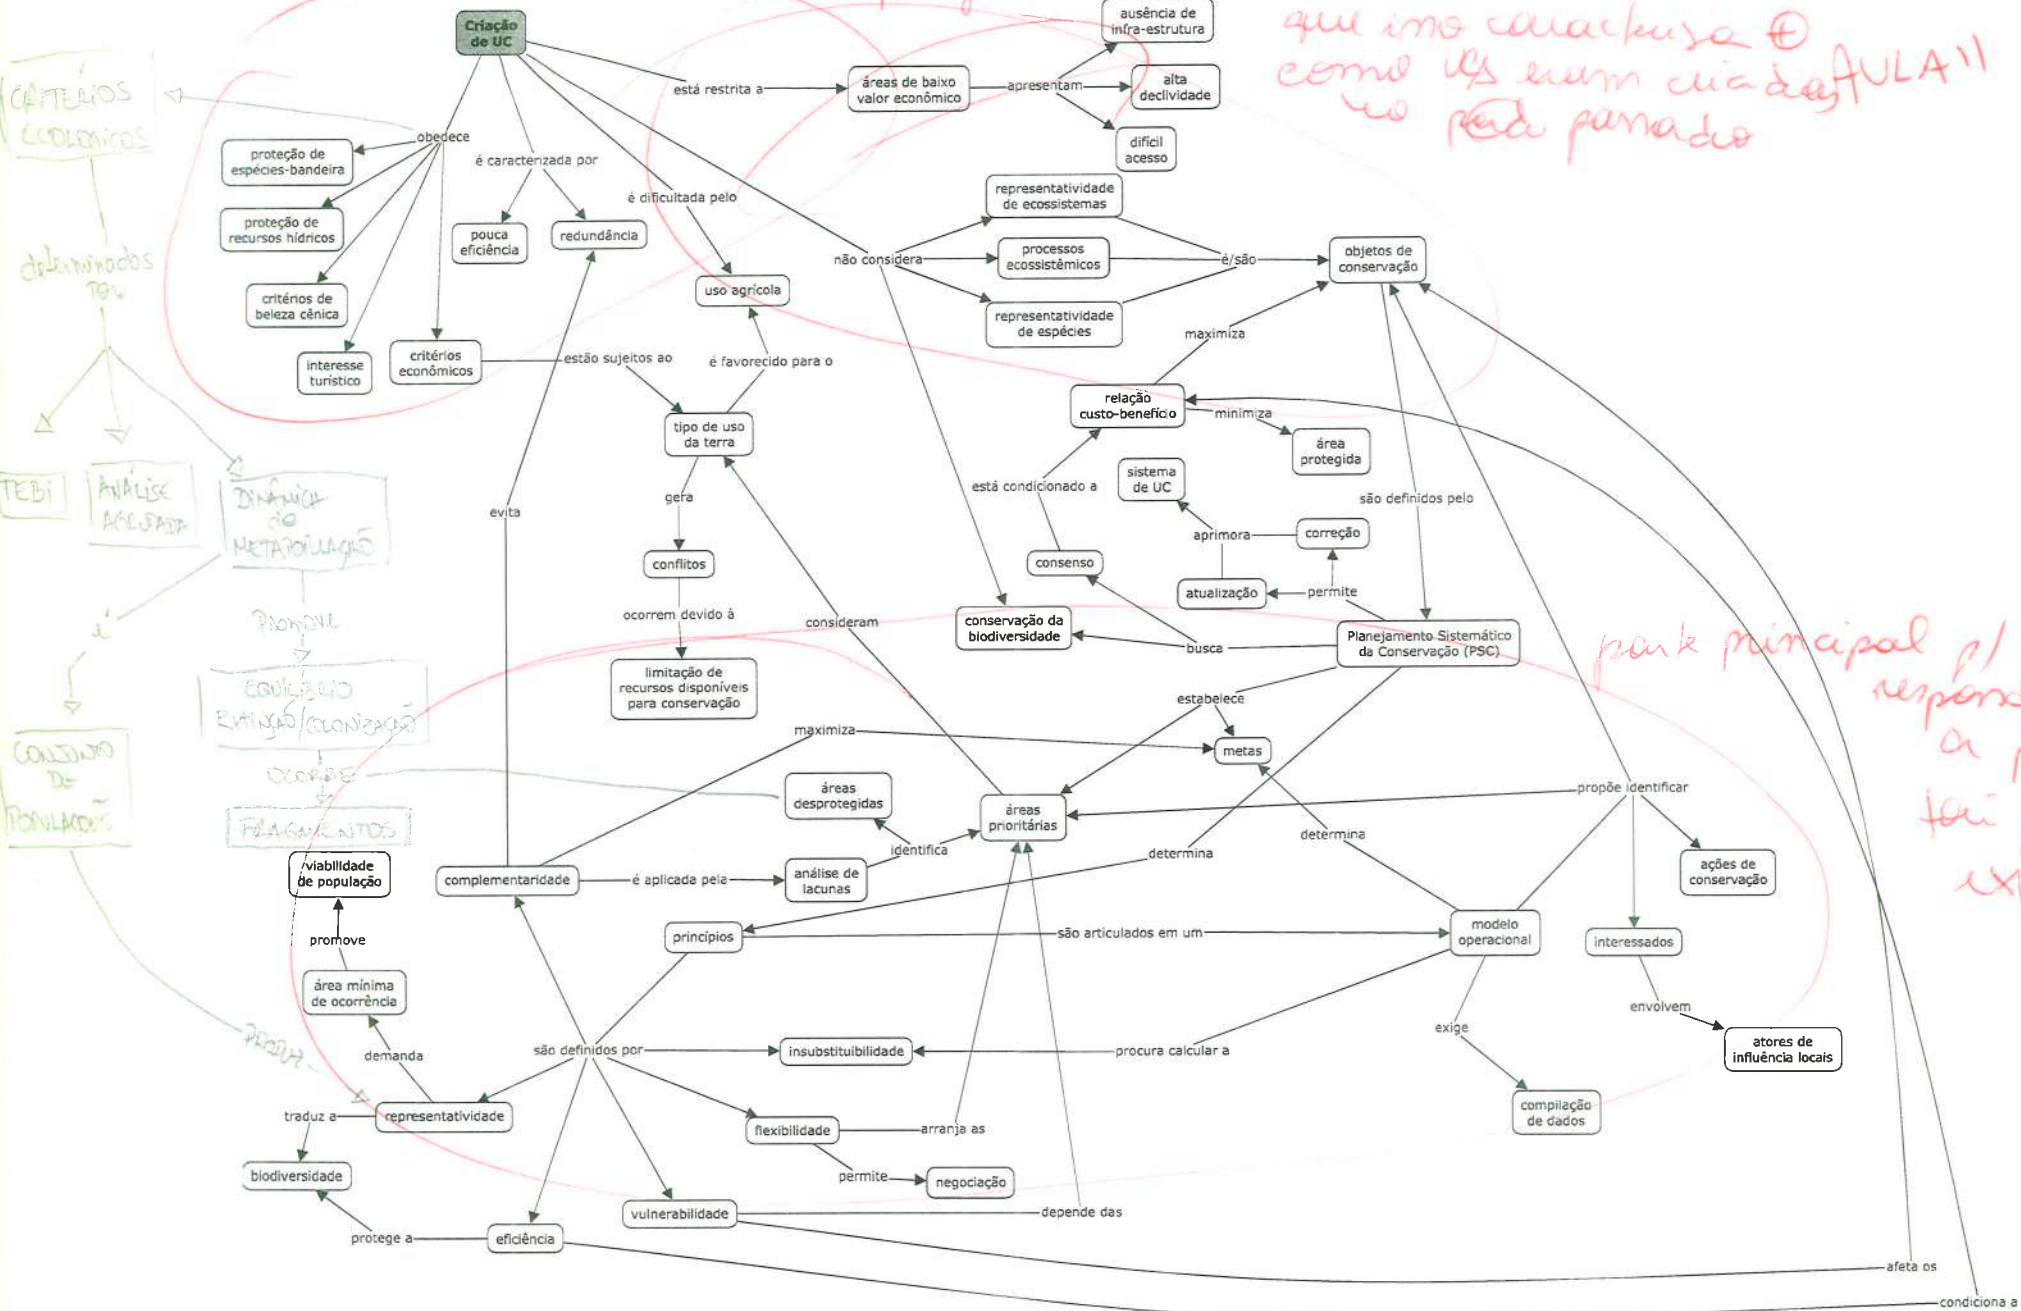 Criação
de UC
ausência de
infra-estrutura
está restrita a
áreas de baixo
valor econômico
apresentam
alta
declividade
difícil
acesso
que
como
no passado
AULA 11
CRITÉRIOS
ECOLÓGICOS
obedece
proteção de
espécies-bandeira
é caracterizada por
é dificultada pelo
representatividade
de ecossistemas
proteção de
recursos hídricos
pouca
eficiência
redundância
não considera
processos
ecossistêmicos
é/são
objetos de
conservação
determinados
por
critérios de
beleza cênica
uso agrícola
representatividade
de espécies
maximiza
interesse
turístico
critérios
econômicos
estão sujeitos ao
é favorecido para o
relação
custo-benefício
minimiza
tipo de uso
da terra
área
protegida
TEBI
ANÁLISE
DINÂMICA
METAPOPULAÇÃO
gera
está condicionado a
sistema
de UC
são definidos pelo
evita
aprimora
correção
conflitos
consenso
atualização
permite
é
PROMOVE
ocorrem devido à
consideram
conservação da
biodiversidade
busca
Planejamento Sistemático
da Conservação (PSC)
parte principal p/
a
EQUILÍBRIO
EXTINÇÃO/COLONIZAÇÃO
limitação de
recursos disponíveis
para conservação
estabelece
maximiza
metas
CONJUNTO
DE
POPULAÇÕES
OCORRE
áreas
desprotegidas
áreas
prioritárias
propõe identificar
FRAGMENTOS
identifica
determina
determina
viabilidade
de população
complementaridade
é aplicada pela
análise de
lacunas
ações de
conservação
promove
princípios
são articulados em um
modelo
operacional
interessados
área mínima
de ocorrência
envolvem
PRODUZ
demanda
são definidos por
insubstituibilidade
procura calcular a
exige
atores de
influência locais
traduz a
representatividade
flexibilidade
arranja as
compilação
de dados
biodiversidade
permite
negociação
vulnerabilidade
depende das
protege a
eficiência
afeta os
condiciona a